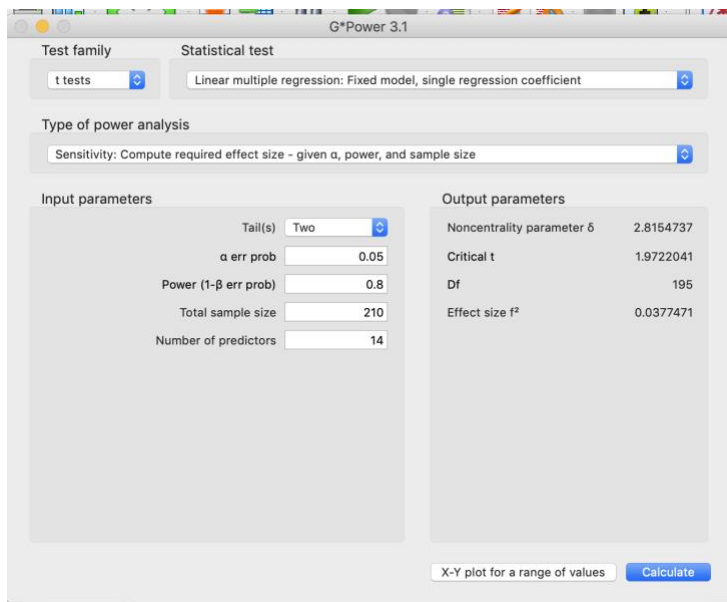 G*Power 3.1
Test family
Statistical test
t tests
Linear multiple regression: Fixed model, single regression coefficient
Type of power analysis
Sensitivity: Compute required effect size - given α, power, and sample size
Input parameters
Output parameters
Tail(s) Two
Noncentrality parameter δ 2.8154737
α err prob 0.05
Critical t 1.9722041
Power (1-β err prob) 0.8
Df 195
Total sample size 210
Effect size f² 0.0377471
Number of predictors 14
X-Y plot for a range of values
Calculate